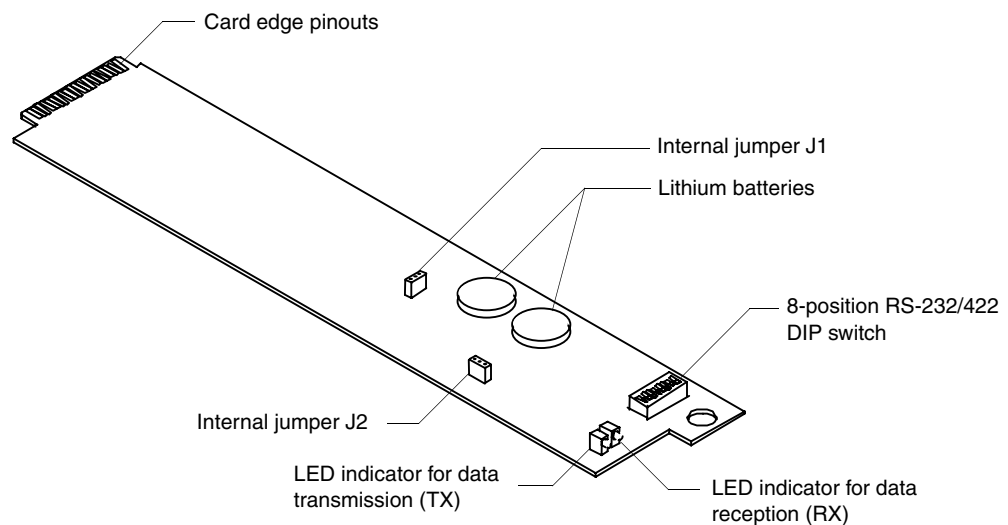 Card edge pinouts
Internal jumper J1
Lithium batteries
8-position RS-232/422
DIP switch
Internal jumper J2
LED indicator for data
transmission (TX)
LED indicator for data
reception (RX)